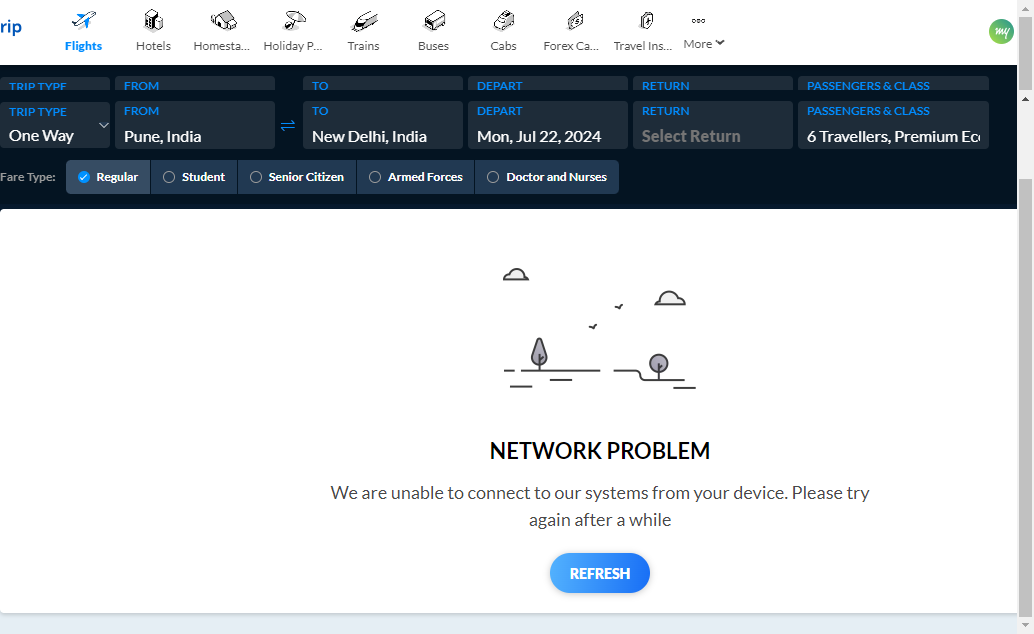 rip
Flights Hotels Homesta... Holiday P... Trains Buses Cabs Forex Ca... Travel Ins... More
my
TRIP TYPE FROM TO DEPART RETURN PASSENGERS & CLASS
TRIP TYPE FROM TO DEPART RETURN PASSENGERS & CLASS
One Way Pune, India New Delhi, India Mon, Jul 22, 2024 Select Return 6 Travellers, Premium Ec
Fare Type: Regular Student Senior Citizen Armed Forces Doctor and Nurses
NETWORK PROBLEM
We are unable to connect to our systems from your device. Please try
again after a while
REFRESH